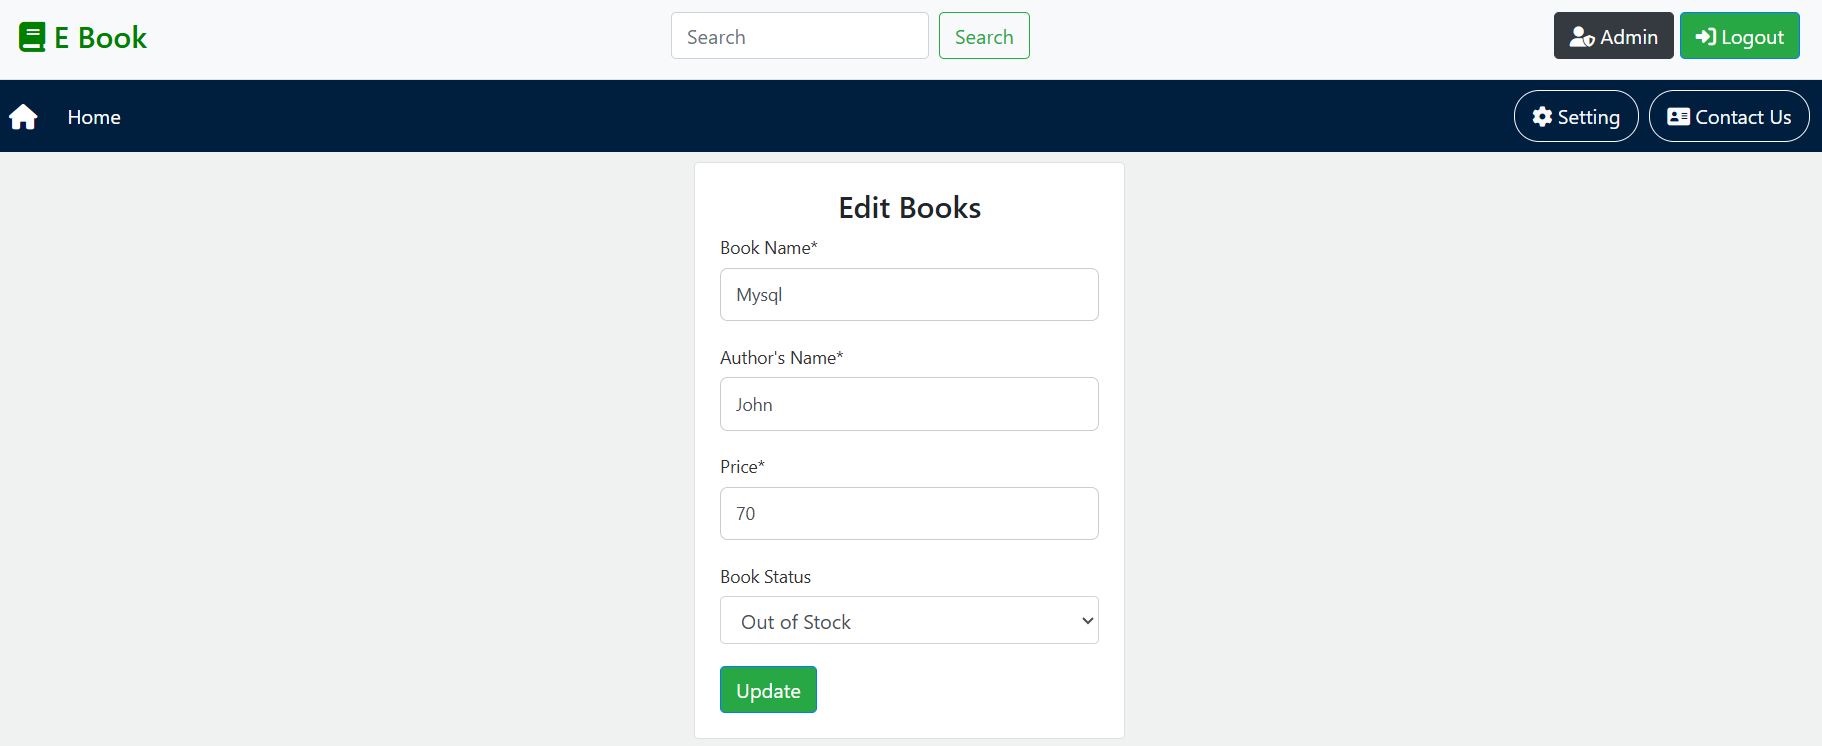 E Book
Search
Search
Admin
Logout
Home
Setting
Contact Us
Edit Books
Book Name*
Mysql
Author's Name*
John
Price*
70
Book Status
Out of Stock
Update